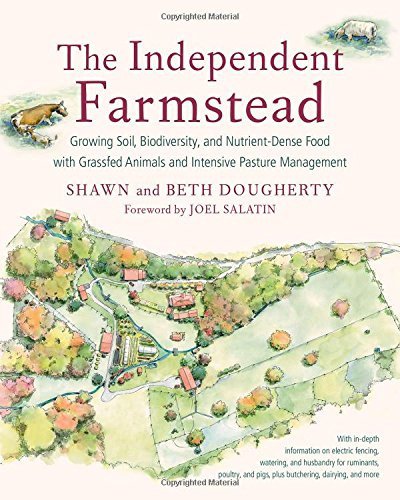 Copyrighted Material
The Independent
Farmstead
Growing Soil, Biodiversity, and Nutrient-Dense Food
with Grassfed Animals and Intensive Pasture Management
SHAWN and BETH DOUGHERTY
Foreword by JOEL SALATIN
With in-depth
information on electric fencing,
watering, and husbandry for ruminants,
poultry, and pigs, plus butchering, dairying, and more
Copyrighted Material